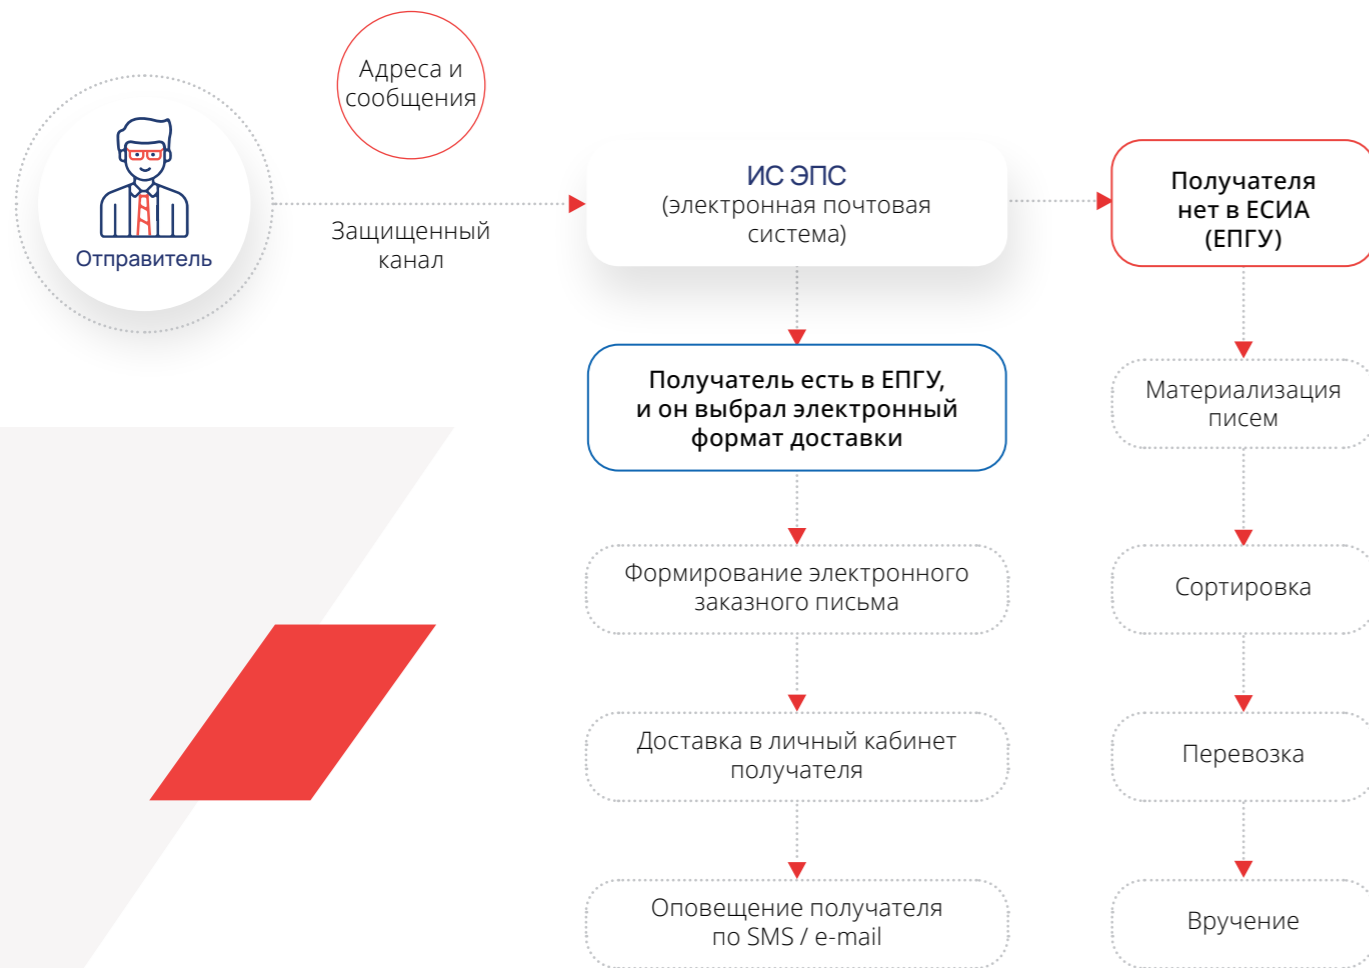 Адреса и
сообщения
Отправитель
Защищенный
канал
ИС ЭПС
(электронная почтовая
система)
Получателя
нет в ЕСИА
(ЕПГУ)
Получатель есть в ЕПГУ,
и он выбрал электронный
формат доставки
Материализация
писем
Формирование электронного
заказного письма
Сортировка
Доставка в личный кабинет
получателя
Перевозка
Оповещение получателя
по SMS / e-mail
Вручение